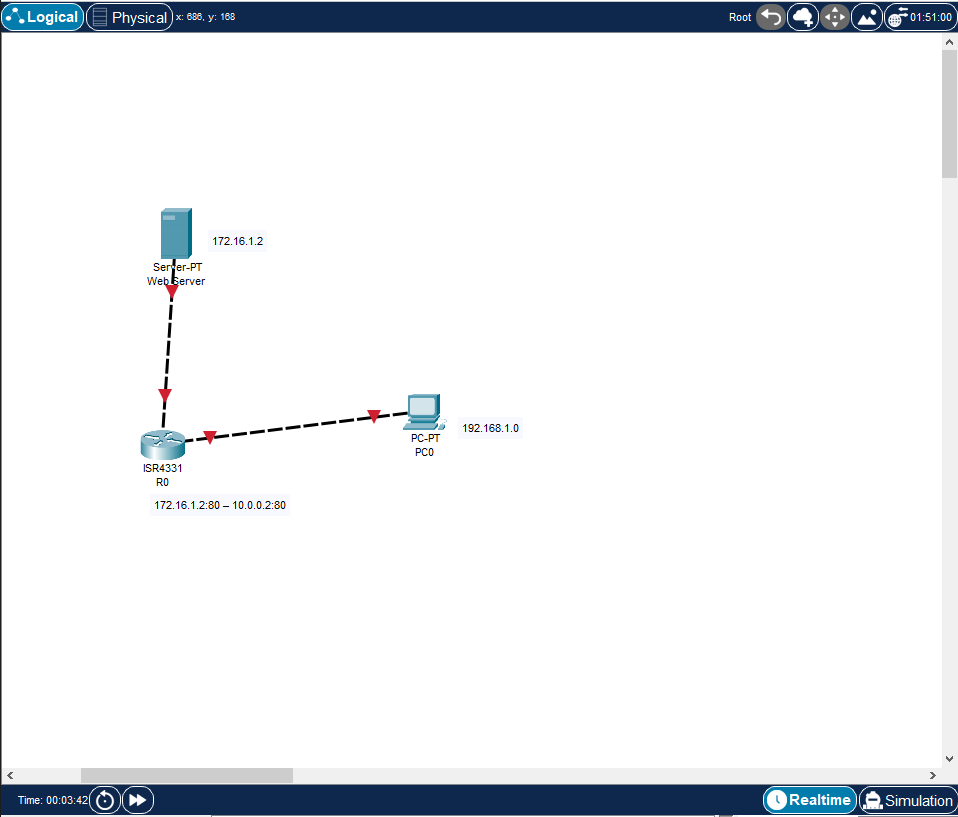 Logical
Physical
x: 686, y: 168
Root
01:51:00
172.16.1.2
Server-PT
Web Server
PC-PT
PC0
192.168.1.0
ISR4331
R0
172.16.1.2:80 – 10.0.0.2:80
Time: 00:03:42
Realtime
Simulation